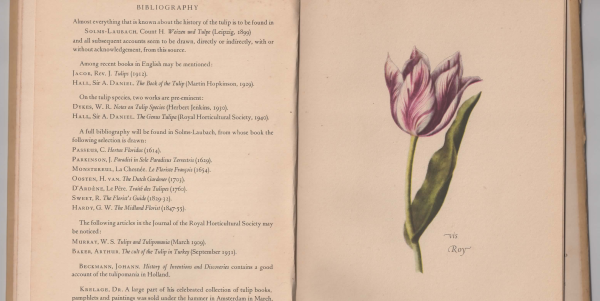 BIBLIOGRAPHY
Almost everything that is known about the history of the tulip is to be found in
SOLMS-LAUBACH, Count H. Weizen und Tulpe (Leipzig, 1899)
and all subsequent accounts seem to be drawn, directly or indirectly, with or
without acknowledgement, from this source.
Among recent books in English may be mentioned:
JACOB, Rev. J. Tulips (1912).
HALL, Sir A. DANIEL. The Book of the Tulip (Martin Hopkinson, 1929).
On the tulip species, two works are pre-eminent:
DYKES, W. R. Notes on Tulip Species (Herbert Jenkins, 1930).
HALL, Sir A. DANIEL. The Genus Tulipa (Royal Horticultural Society, 1940).
A full bibliography will be found in Solms-Laubach, from whose book the
following selection is drawn:
PASSEUS, C. Hortus Floridus (1614).
PARKINSON, J. Paradisi in Sole Paradisus Terrestris (1629).
MONSTEREUL, La Chesnée. Le Floriste François (1654).
OOSTEN, H. VAN. The Dutch Gardener (1703).
D'ARDÈNE, Le Père. Traité des Tulipes (1760).
SWEET, R. The Florist's Guide (1829-32).
HARDY, G. W. The Midland Florist (1847-55).
The following articles in the Journal of the Royal Horticultural Society may
be noticed:
MURRAY, W. S. Tulips and Tulipomania (March 1909).
BAKER, ARTHUR. The cult of the Tulip in Turkey (September 1931).
BECKMANN, JOHANN. History of Inventions and Discoveries contains a good
account of the tulipomania in Holland.
KRELAGE, DR. A large part of his celebrated collection of tulip books,
pamphlets and paintings was sold under the hammer in Amsterdam in March,
Roy